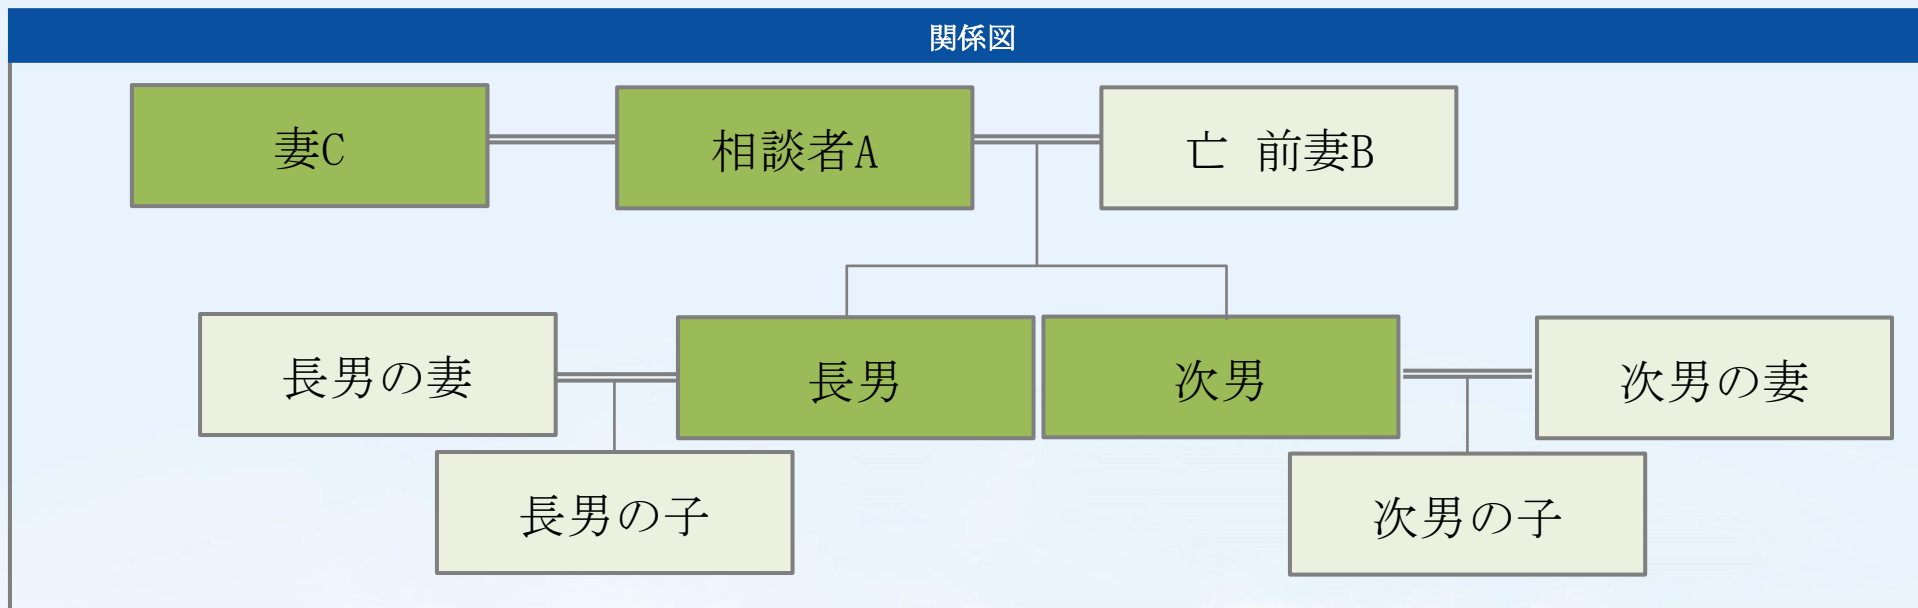 関係図
妻C
相談者A
亡 前妻B
長男の妻
長男
次男
次男の妻
長男の子
次男の子